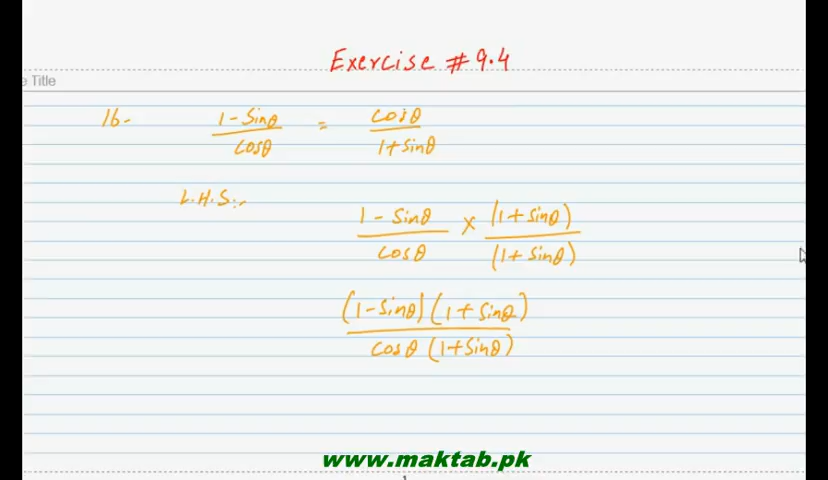 Exercise # 9.4
e Title
16- (1 - Sinθ)/(cosθ) = (cosθ)/(1 + sinθ)
L.H.S:,
(1 - sinθ)/(cosθ) × ((1 + sinθ))/((1 + sinθ))
((1 - sinθ) (1 + sinθ))/(cosθ (1 + sinθ))
www.maktab.pk
1